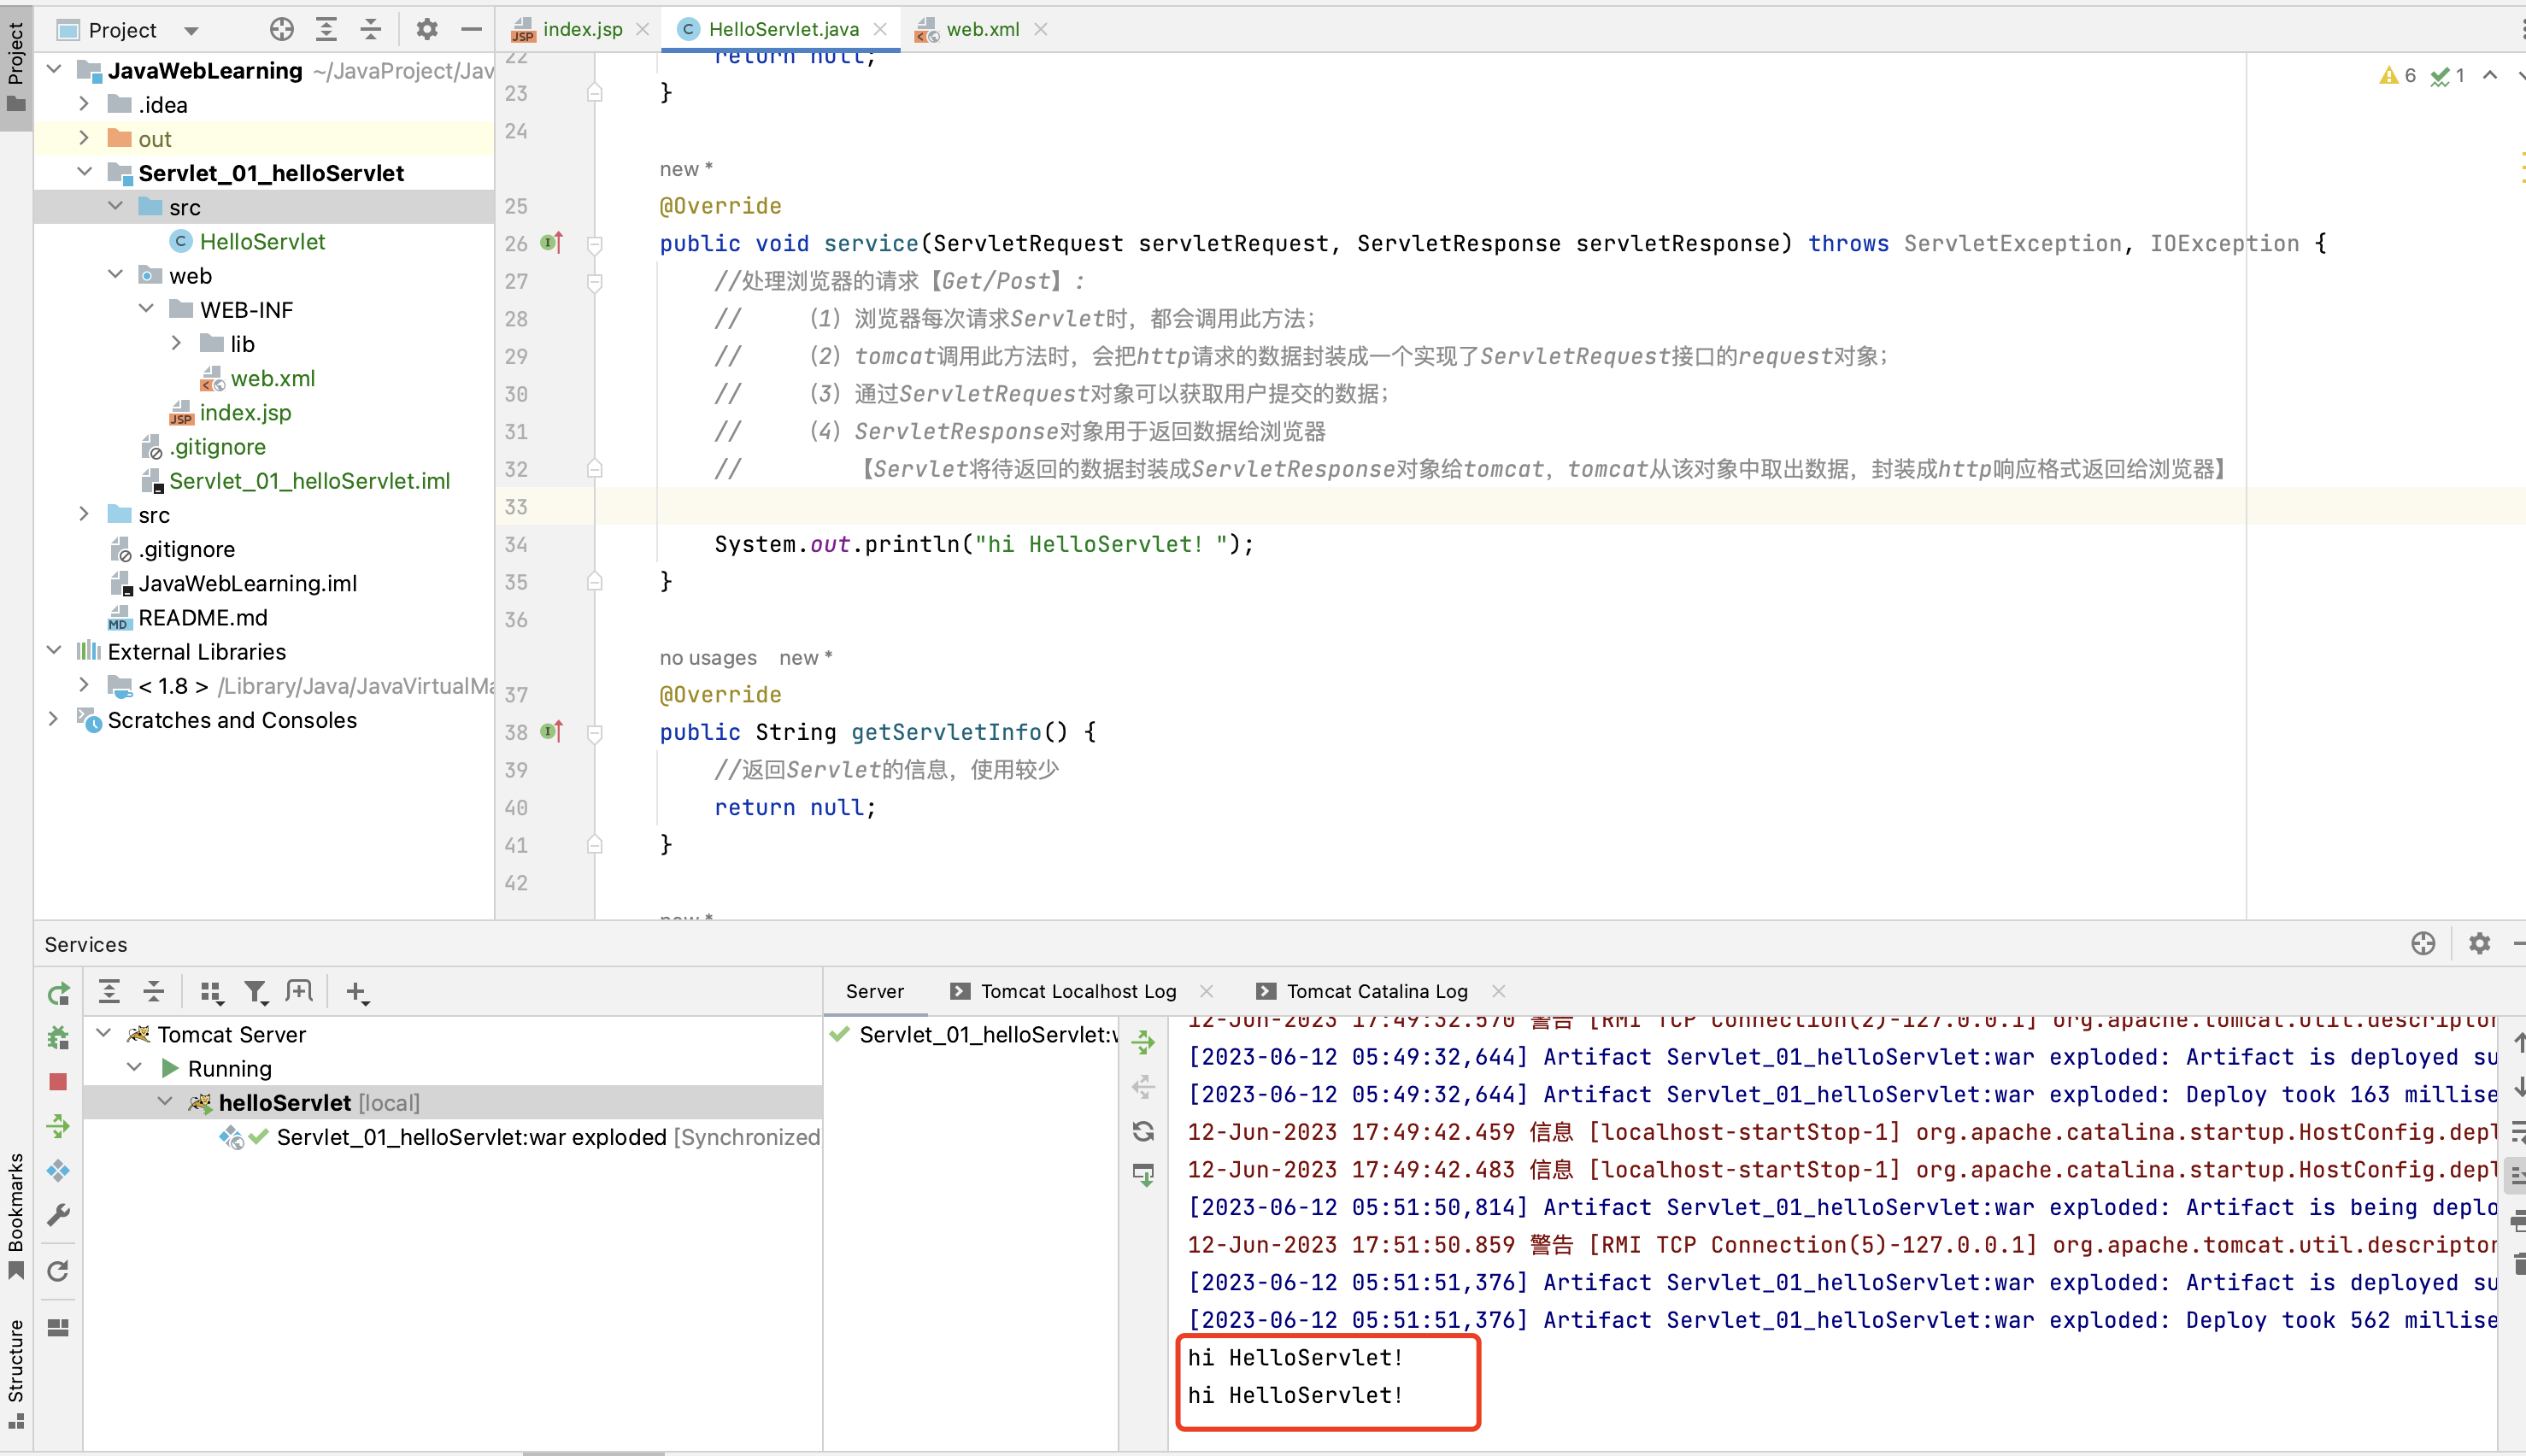 Project
index.jsp
HelloServlet.java
web.xml
Project
JavaWebLearning ~/JavaProject/Jav
.idea
out
Servlet_01_helloServlet
src
HelloServlet
web
WEB-INF
lib
web.xml
index.jsp
.gitignore
Servlet_01_helloServlet.iml
src
.gitignore
JavaWebLearning.iml
README.md
External Libraries
< 1.8 > /Library/Java/JavaVirtualMa
Scratches and Consoles
6 1
22 return null;
23 }
24
new *
25 @Override
26 public void service(ServletRequest servletRequest, ServletResponse servletResponse) throws ServletException, IOException {
27 //处理浏览器的请求【Get/Post】:
28 // （1）浏览器每次请求Servlet时，都会调用此方法；
29 // （2）tomcat调用此方法时，会把http请求的数据封装成一个实现了ServletRequest接口的request对象；
30 // （3）通过ServletRequest对象可以获取用户提交的数据；
31 // （4）ServletResponse对象用于返回数据给浏览器
32 // 【Servlet将待返回的数据封装成ServletResponse对象给tomcat，tomcat从该对象中取出数据，封装成http响应格式返回给浏览器】
33
34 System.out.println("hi HelloServlet！");
35 }
36
no usages new *
37 @Override
38 public String getServletInfo() {
39 //返回Servlet的信息，使用较少
40 return null;
41 }
42
new *
Services
Server
Tomcat Localhost Log
Tomcat Catalina Log
Tomcat Server
Running
helloServlet [local]
Servlet_01_helloServlet:war exploded [Synchronized
Servlet_01_helloServlet:w
12-Jun-2023 17:49:32.570 警告 [RMI TCP Connection(2)-127.0.0.1] org.apache.tomcat.util.descriptor
[2023-06-12 05:49:32,644] Artifact Servlet_01_helloServlet:war exploded: Artifact is deployed su
[2023-06-12 05:49:32,644] Artifact Servlet_01_helloServlet:war exploded: Deploy took 163 millise
12-Jun-2023 17:49:42.459 信息 [localhost-startStop-1] org.apache.catalina.startup.HostConfig.depl
12-Jun-2023 17:49:42.483 信息 [localhost-startStop-1] org.apache.catalina.startup.HostConfig.depl
[2023-06-12 05:51:50,814] Artifact Servlet_01_helloServlet:war exploded: Artifact is being deplo
12-Jun-2023 17:51:50.859 警告 [RMI TCP Connection(5)-127.0.0.1] org.apache.tomcat.util.descriptor
[2023-06-12 05:51:51,376] Artifact Servlet_01_helloServlet:war exploded: Artifact is deployed su
[2023-06-12 05:51:51,376] Artifact Servlet_01_helloServlet:war exploded: Deploy took 562 millise
hi HelloServlet！
hi HelloServlet！
Bookmarks
Structure